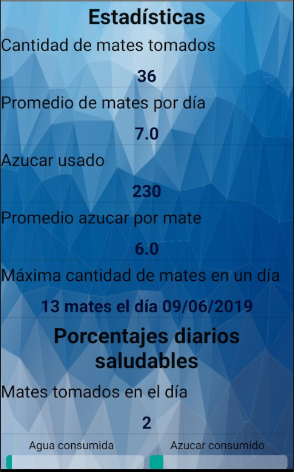 Estadísticas
Cantidad de mates tomados
36
Promedio de mates por día
7.0
Azucar usado
230
Promedio azucar por mate
6.0
Máxima cantidad de mates en un día
13 mates el día 09/06/2019
Porcentajes diarios
saludables
Mates tomados en el día
2
Agua consumida
Azucar consumido